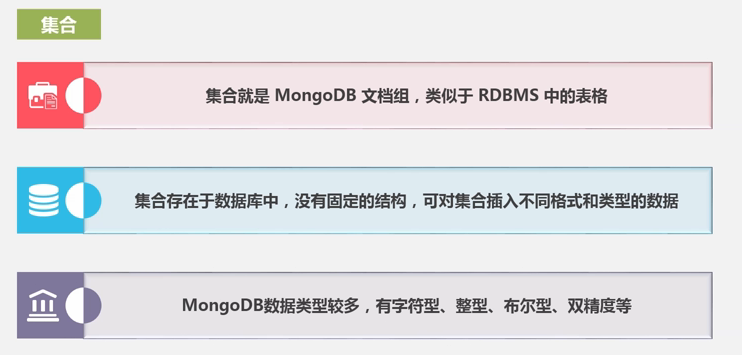 集合
集合就是 MongoDB 文档组，类似于 RDBMS 中的表格
集合存在于数据库中，没有固定的结构，可对集合插入不同格式和类型的数据
MongoDB数据类型较多，有字符型、整型、布尔型、双精度等